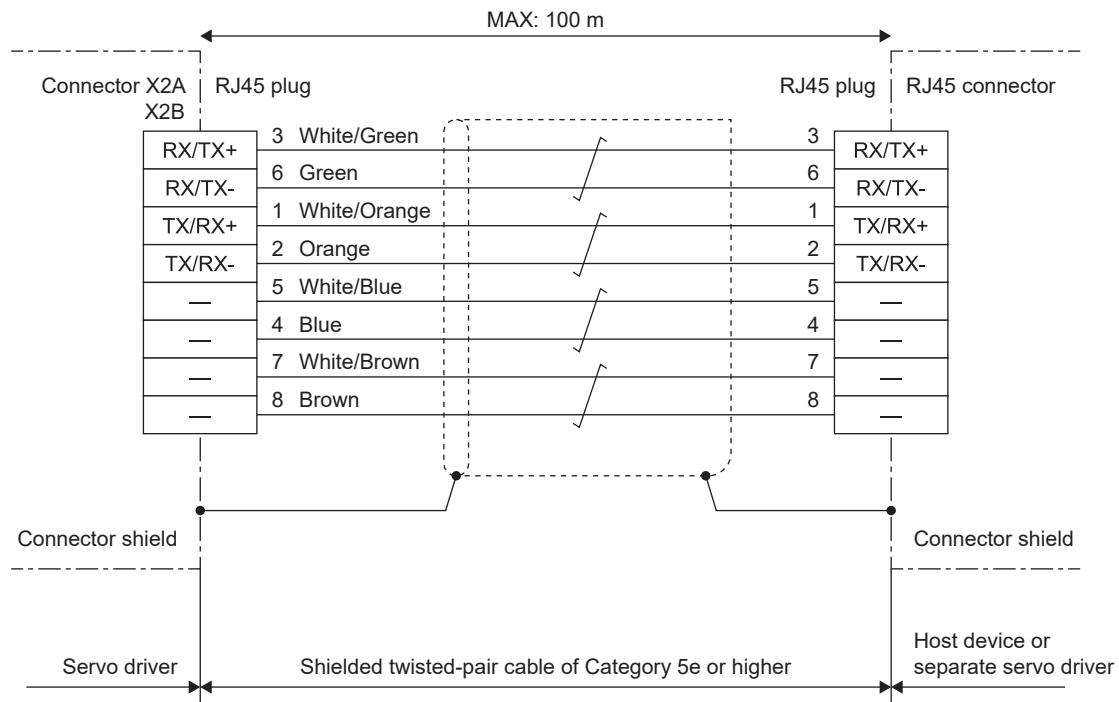 MAX: 100 m
Connector X2A
X2B
RJ45 plug
RJ45 plug
RJ45 connector
RX/TX+ 3 White/Green 3 RX/TX+
RX/TX- 6 Green 6 RX/TX-
TX/RX+ 1 White/Orange 1 TX/RX+
TX/RX- 2 Orange 2 TX/RX-
— 5 White/Blue 5 —
— 4 Blue 4 —
— 7 White/Brown 7 —
— 8 Brown 8 —
Connector shield
Connector shield
Servo driver
Shielded twisted-pair cable of Category 5e or higher
Host device or
separate servo driver